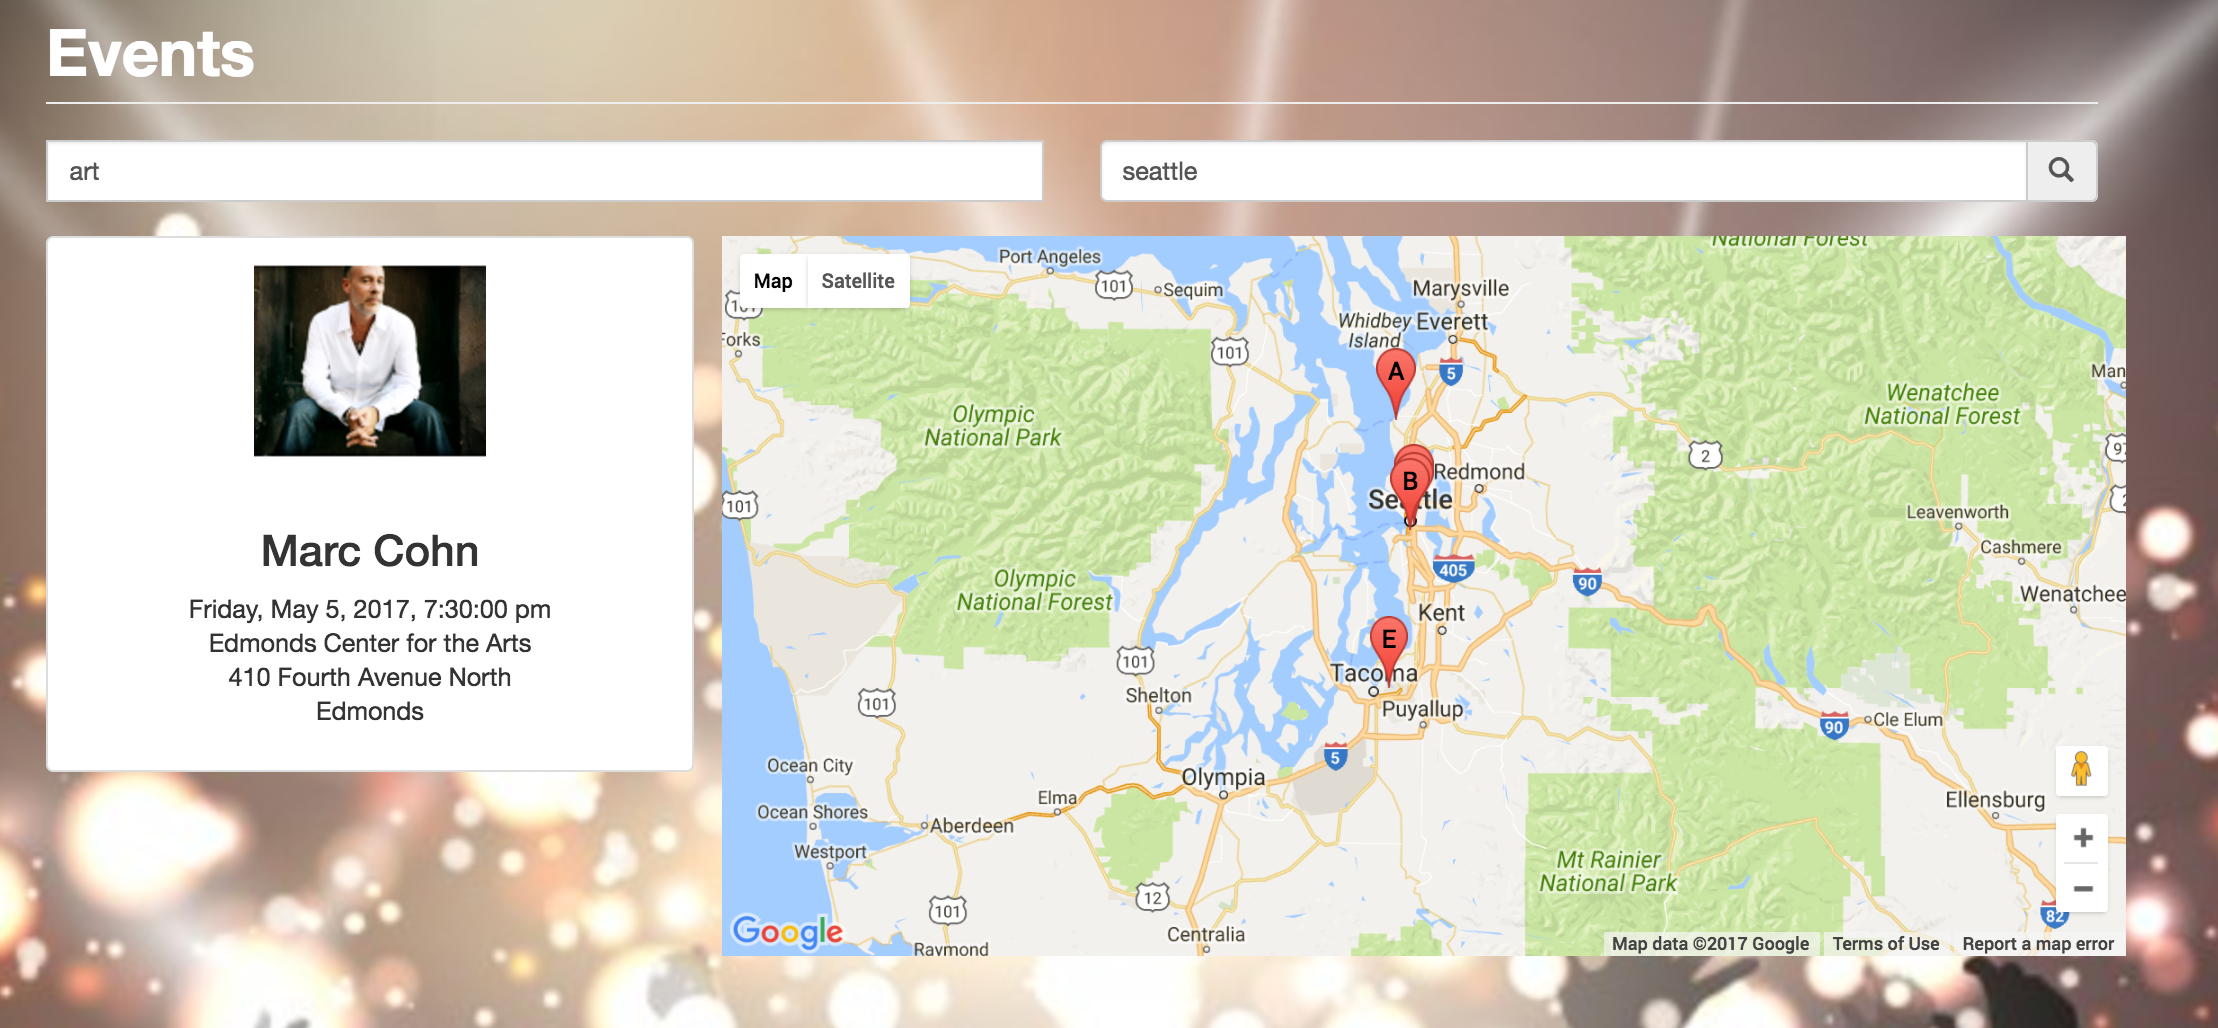 Events
art
seattle
Marc Cohn
Friday, May 5, 2017, 7:30:00 pm
Edmonds Center for the Arts
410 Fourth Avenue North
Edmonds
Map
Satellite
Port Angeles
101
Sequim
National Forest
Marysville
Whidbey
Island
Everett
Forks
101
A
5
Olympic
National Park
Wenatchee
National Forest
2
B
Redmond
Seattle
101
Leavenworth
Cashmere
Wenatchee
405
90
Olympic
National Forest
Kent
E
Tacoma
Puyallup
101
Shelton
101
90
Cle Elum
5
Ocean City
Olympia
Elma
Ocean Shores
Aberdeen
Ellensburg
Westport
Mt Rainier
National Park
12
101
82
Google
Centralia
Raymond
Map data ©2017 Google
Terms of Use
Report a map error